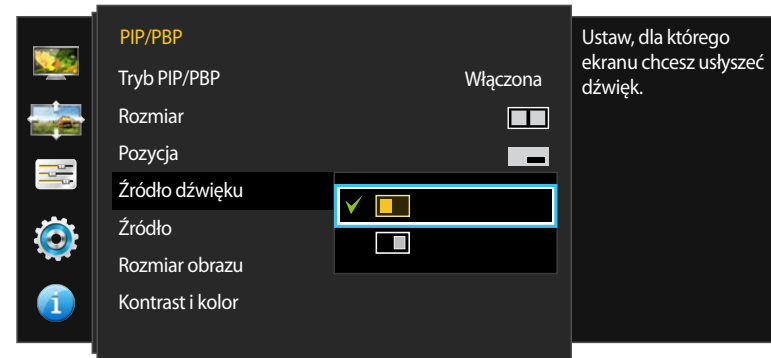 PIP/PBP
Tryb PIP/PBP Włączona
Rozmiar
Pozycja
Źródło dźwięku
Źródło
Rozmiar obrazu
Kontrast i kolor
Ustaw, dla którego
ekranu chcesz usłyszeć
dźwięk.